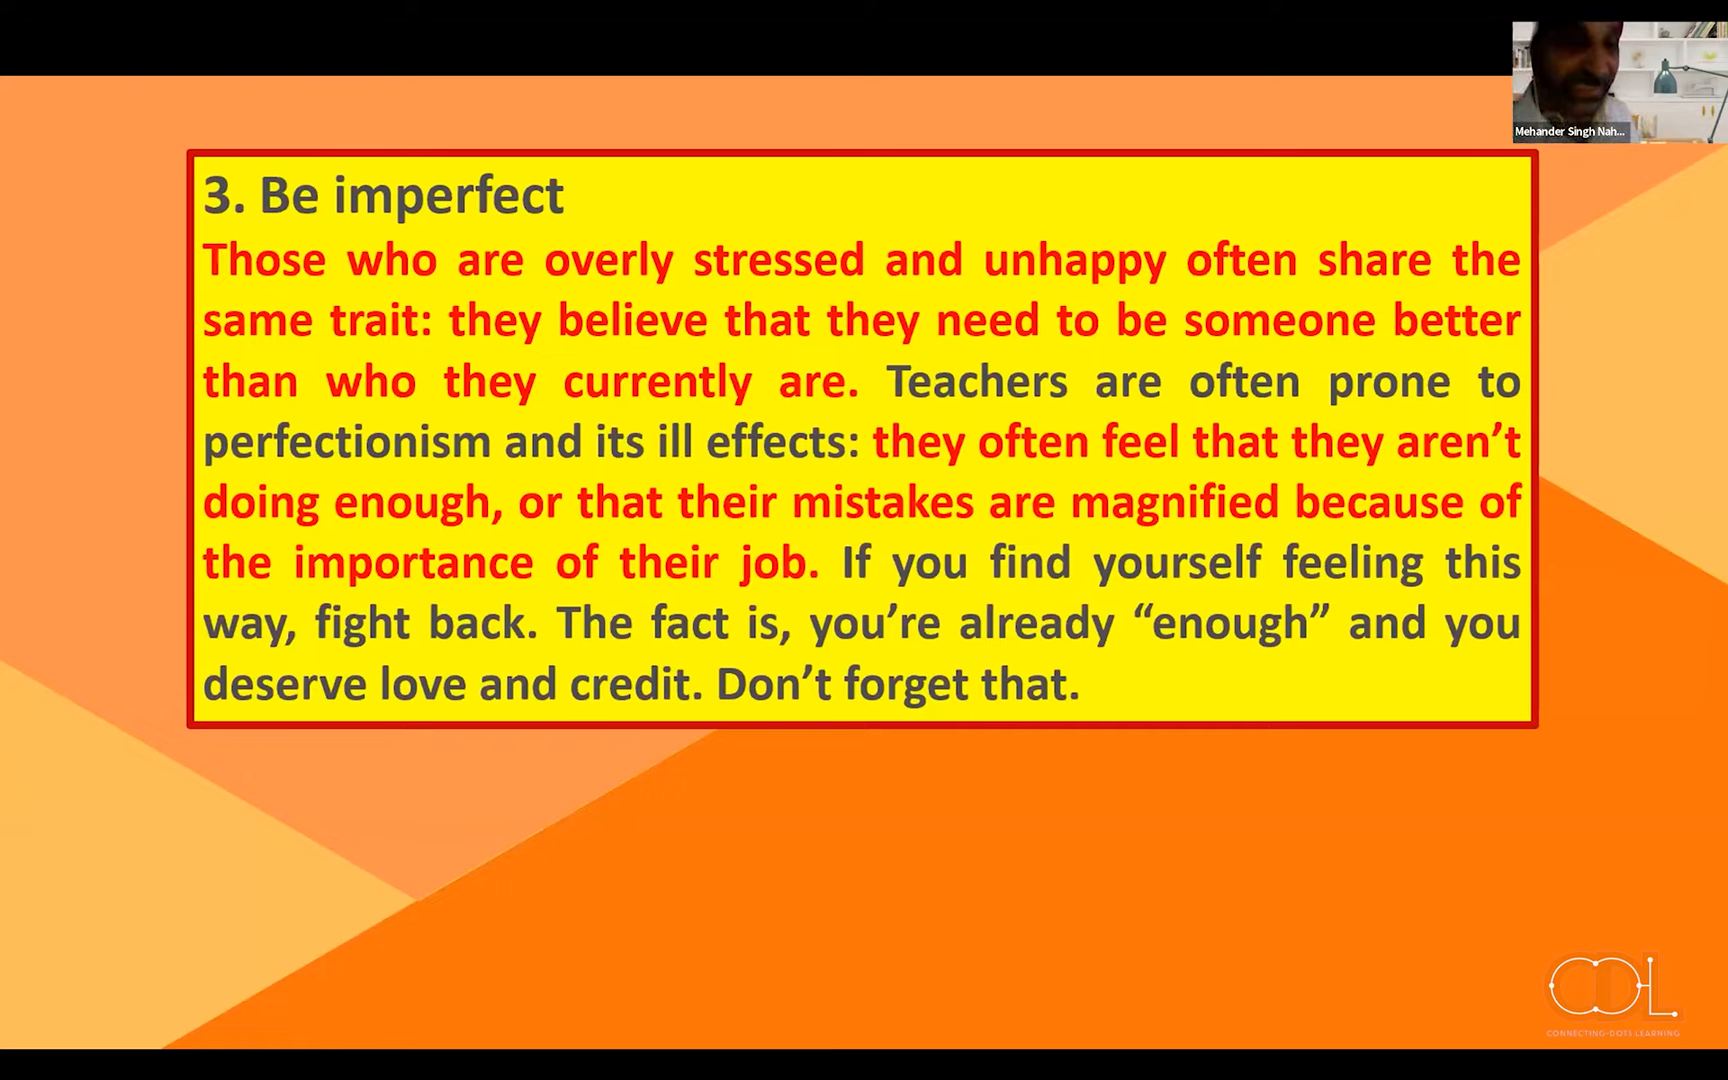 Mehander Singh Nah...
3. Be imperfect
Those who are overly stressed and unhappy often share the
same trait: they believe that they need to be someone better
than who they currently are. Teachers are often prone to
perfectionism and its ill effects: they often feel that they aren’t
doing enough, or that their mistakes are magnified because of
the importance of their job. If you find yourself feeling this
way, fight back. The fact is, you’re already “enough” and you
deserve love and credit. Don’t forget that.
CDL
CONNECTING-DOTS LEARNING